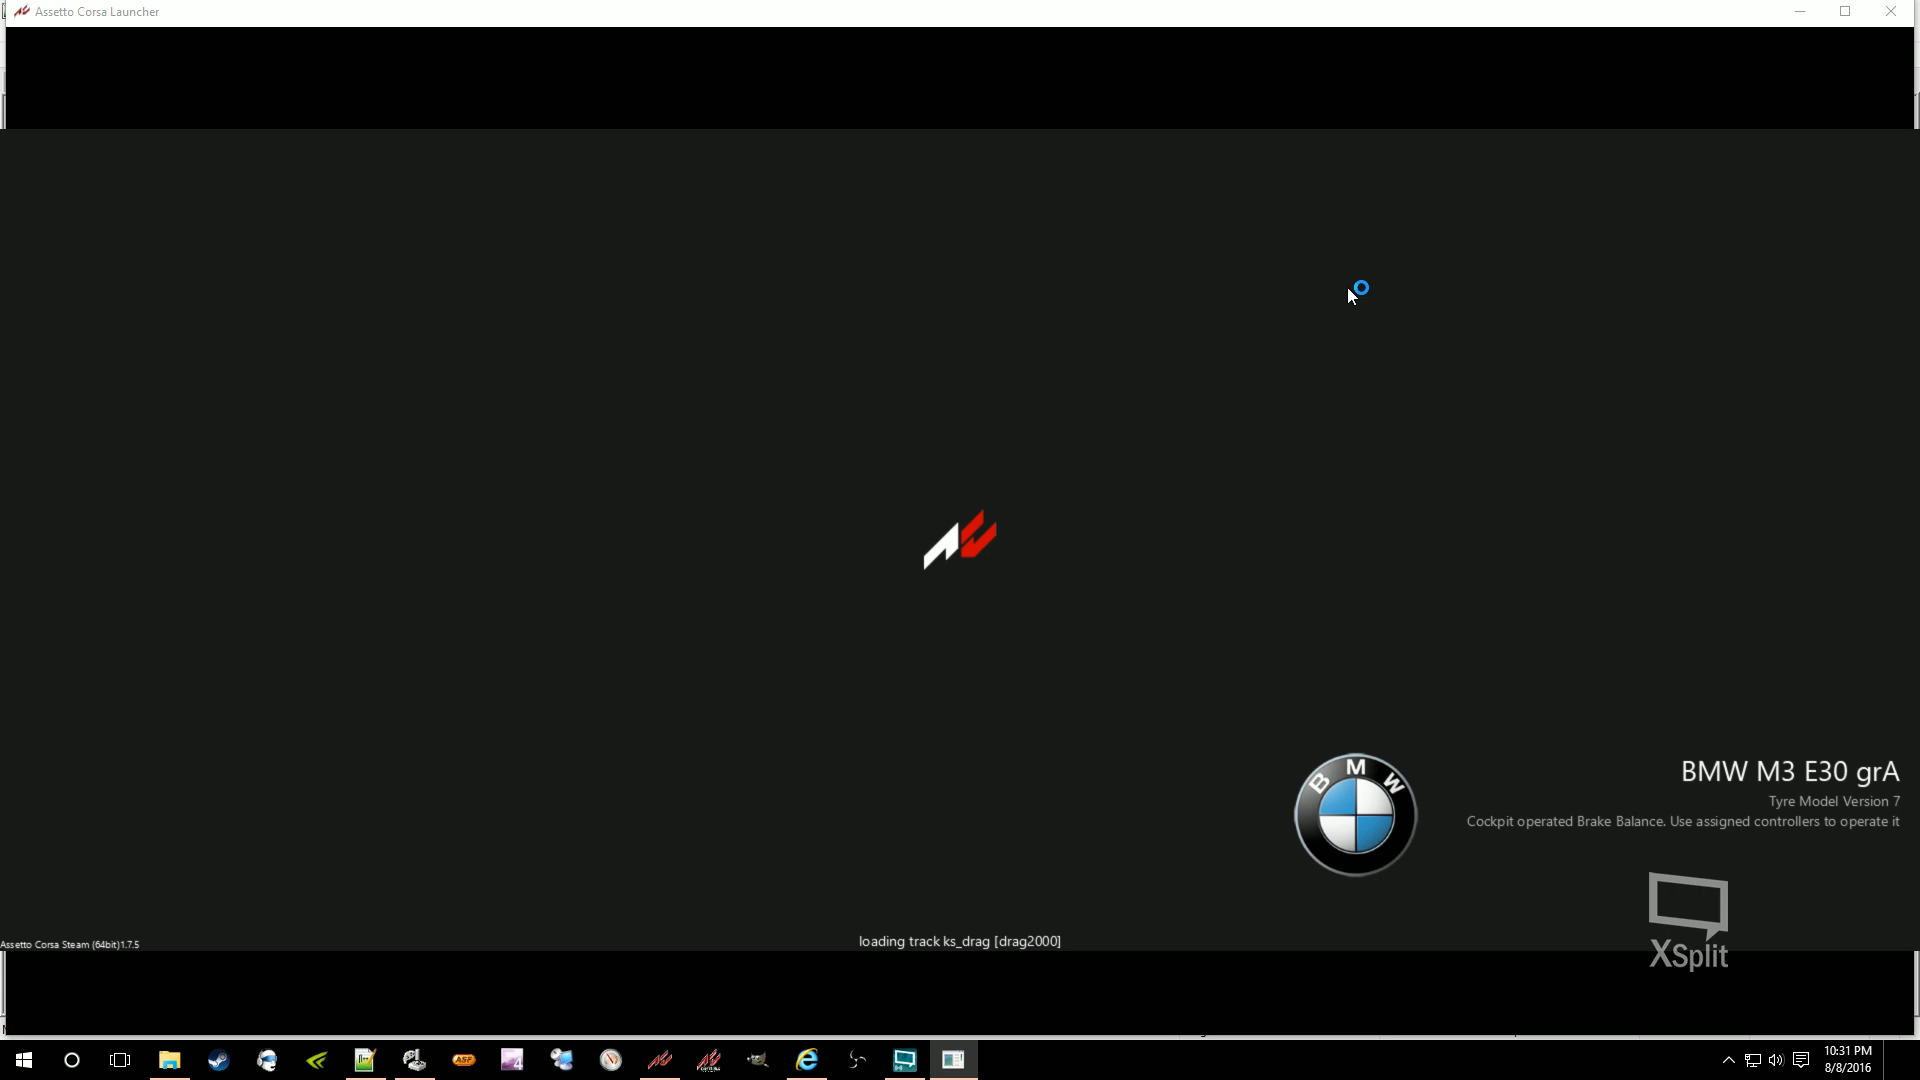 Assetto Corsa Launcher
B M W
BMW M3 E30 grA
Tyre Model Version 7
Cockpit operated Brake Balance. Use assigned controllers to operate it
XSplit
loading track ks_drag [drag2000]
Assetto Corsa Steam (64bit)1.7.5
ASF
4
10:31 PM
8/8/2016